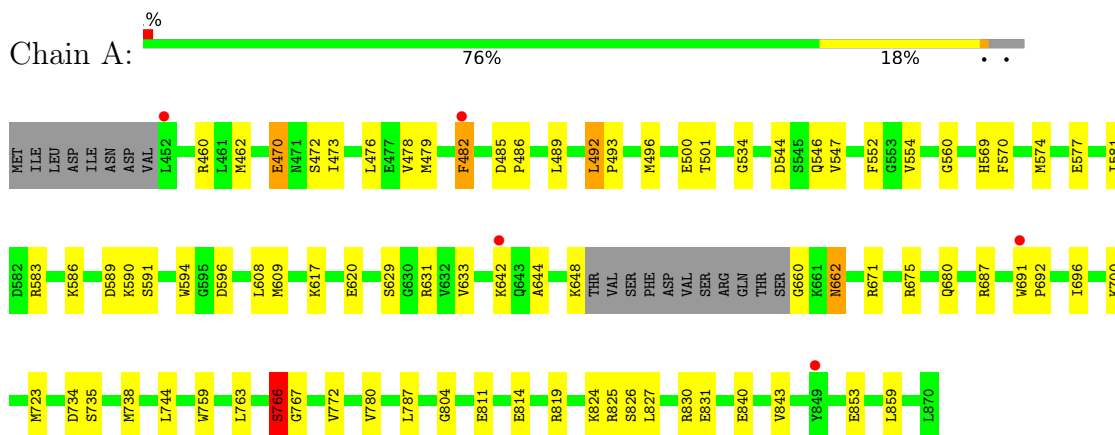 .%
Chain A:
76% 18% . .
MET ILE LEU ASP ILE ASN ASP VAL L452 R460 L461 M462 E470 N471 S472 I473 L476 E477 V478 M479 F482 D485 P486 L489 L492 P493 M496 E500 T501 G534 D544 S545 Q546 V547 F552 G553 V554 G560 H569 F570 M574 E577 I581
D582 R583 K586 D589 K590 S591 W594 G595 D596 L608 M609 K617 E620 S629 G630 R631 V632 V633 K642 Q643 A644 K648 THR VAL SER PHE ASP VAL SER ARG GLN THR SER G660 K661 N662 R671 R675 Q680 R687 W691 P692 I696 K700
M723 D734 S735 M738 L744 W759 L763 S766 G767 V772 V780 L787 G804 E811 E814 R819 K824 R825 S826 L827 R830 E831 E840 V843 Y849 E853 L859 L870